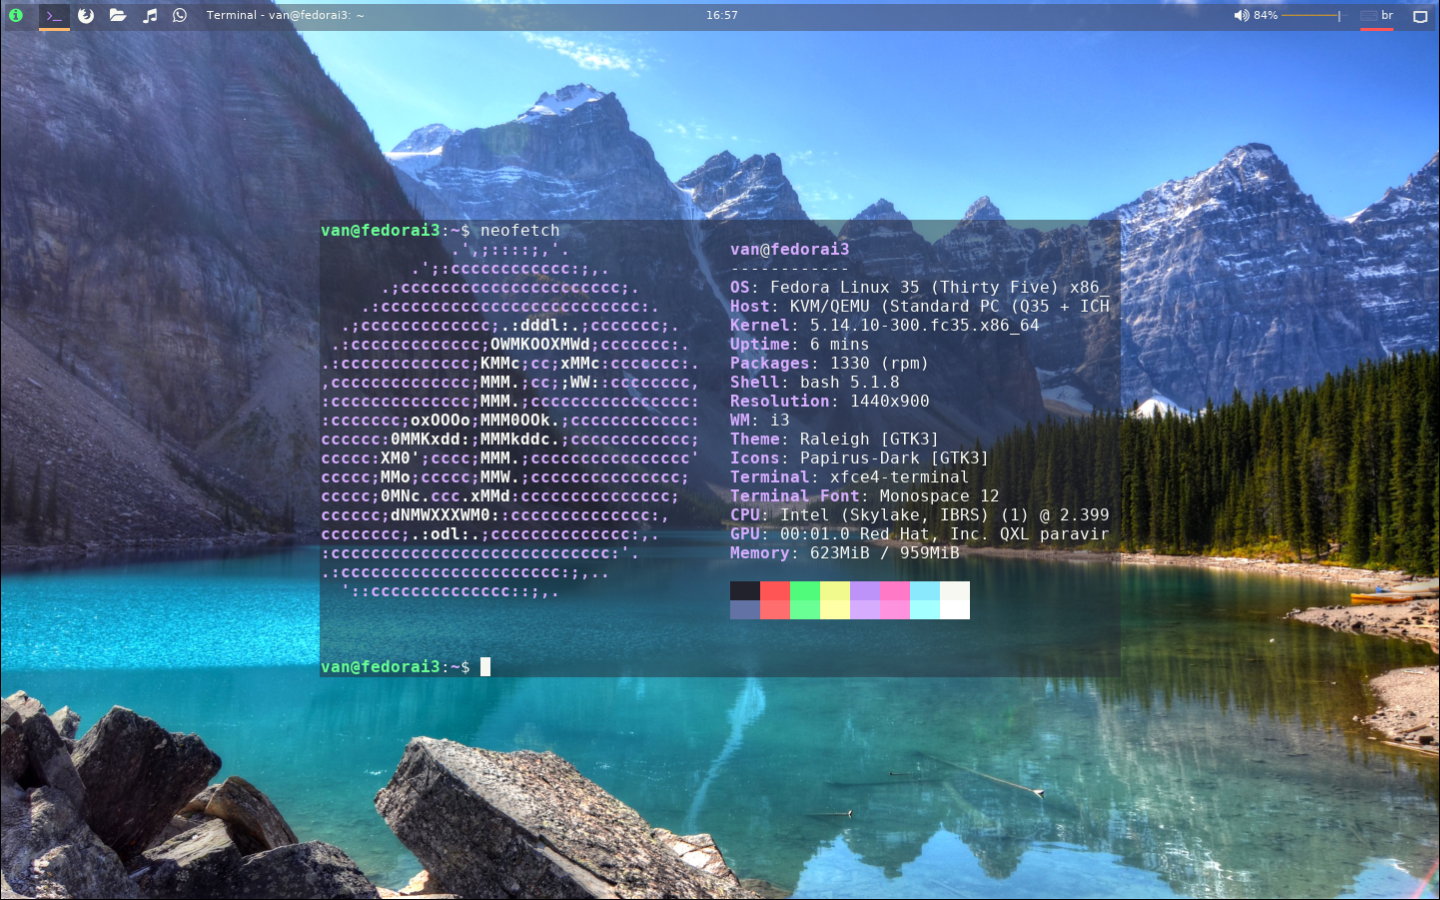 Terminal - van@fedorai3: ~
16:57
84%
br
van@fedorai3:~$ neofetch
.',;::::;,'.
.';:cccccccccccc:;,.
.;cccccccccccccccccccccc;.
.:cccccccccccccccccccccccccc:.
.;ccccccccccccc;.:dddl:.;ccccccc;.
.:ccccccccccccc;OWMKOOXMWd;ccccccc:.
.:ccccccccccccc;KMMc;cc;xMMc:ccccccc:.
,cccccccccccccc;MMM.;cc;;WW::cccccccc,
:cccccccccccccc;MMM.;cccccccccccccccc:
:ccccccc;oxOOOo;MMM0OOk.;cccccccccccc:
cccccc:0MMKxdd:;MMMkddc.;cccccccccccc;
ccccc:XM0';cccc;MMM.;cccccccccccccccc'
ccccc;MMo;ccccc;MMW.;ccccccccccccccc;
ccccc;0MNc.ccc.xMMd:ccccccccccccccc;
cccccc;dNMWXXXWM0::cccccccccccccc:,
cccccccc;.:odl:.;cccccccccccccc:,.
:cccccccccccccccccccccccccccc:'.
.:cccccccccccccccccccccc:;,..
'::cccccccccccccc::;,.
van@fedorai3
------------
OS: Fedora Linux 35 (Thirty Five) x86_
Host: KVM/QEMU (Standard PC (Q35 + ICH
Kernel: 5.14.10-300.fc35.x86_64
Uptime: 6 mins
Packages: 1330 (rpm)
Shell: bash 5.1.8
Resolution: 1440x900
WM: i3
Theme: Raleigh [GTK3]
Icons: Papirus-Dark [GTK3]
Terminal: xfce4-terminal
Terminal Font: Monospace 12
CPU: Intel (Skylake, IBRS) (1) @ 2.399
GPU: 00:01.0 Red Hat, Inc. QXL paravir
Memory: 623MiB / 959MiB
van@fedorai3:~$